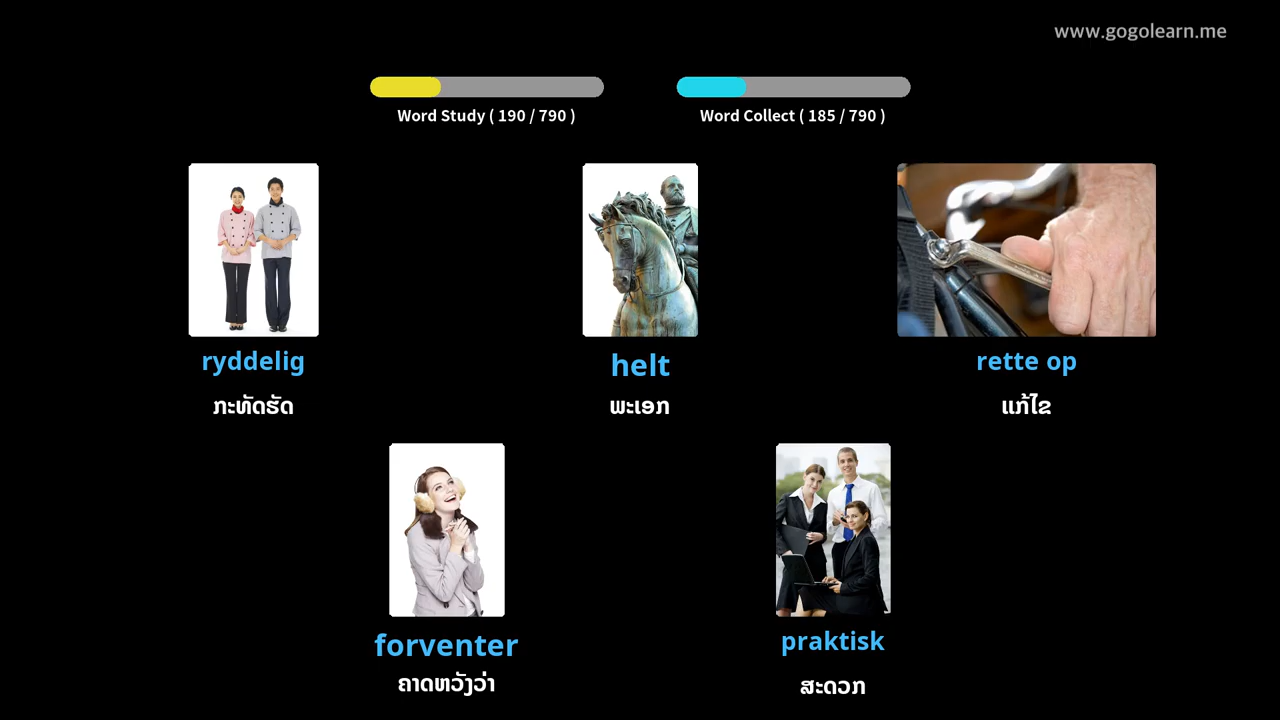 www.gogolearn.me
Word Study ( 190 / 790 )
Word Collect ( 185 / 790 )
ryddelig
helt
rette op
ກະທັດຮັດ
ພະເອກ
ແກ້ໄຂ
forventer
praktisk
ຄາດຫວັງວ່າ
ສະດວກ